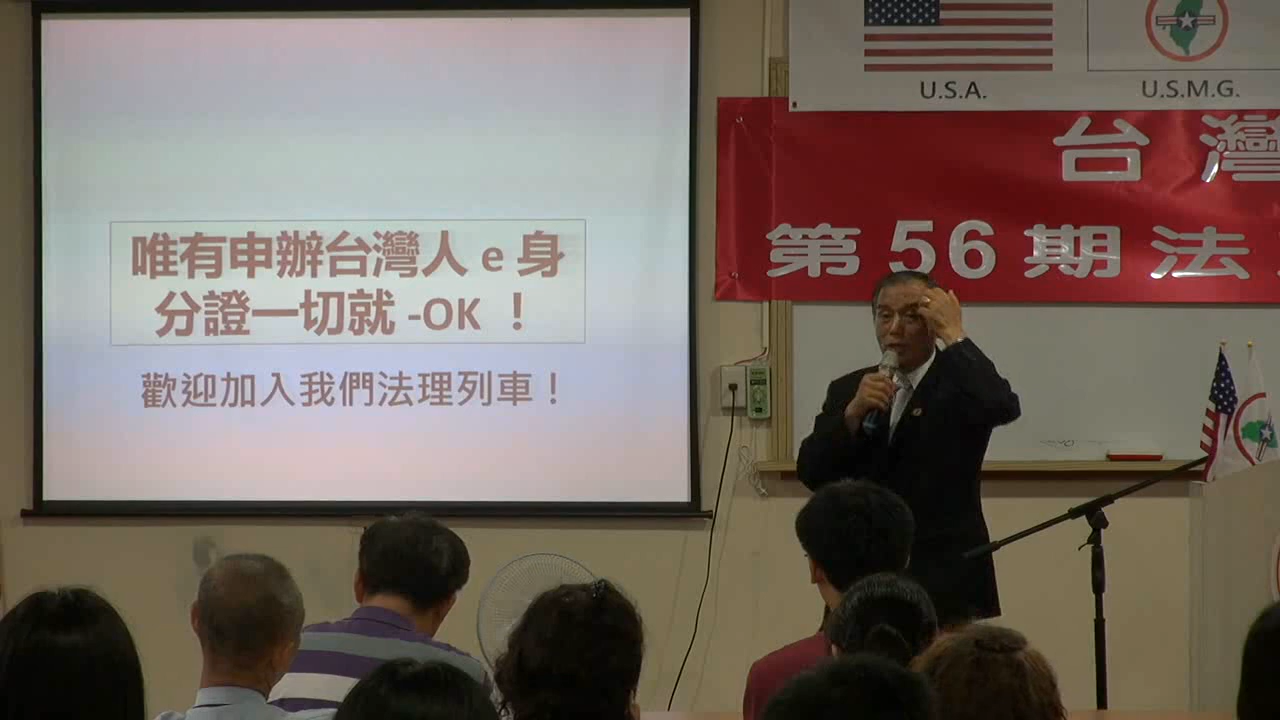 唯有申辦台灣人 e 身
分證一切就 -OK ！
歡迎加入我們法理列車！
U.S.A.
U.S.M.G.
台灣
第 56 期法